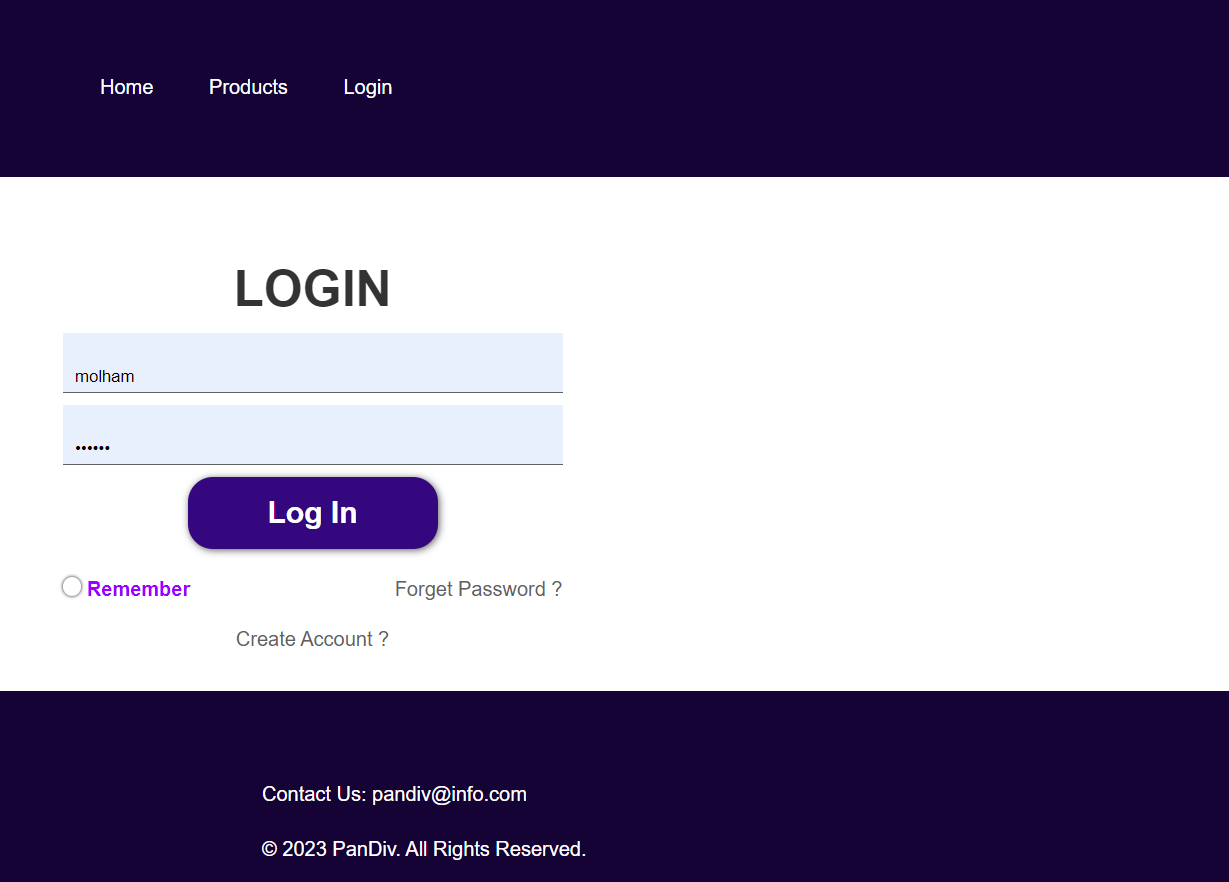 Home Products Login
LOGIN
molham
••••••
Log In
Remember Forget Password ?
Create Account ?
Contact Us: pandiv@info.com
© 2023 PanDiv. All Rights Reserved.